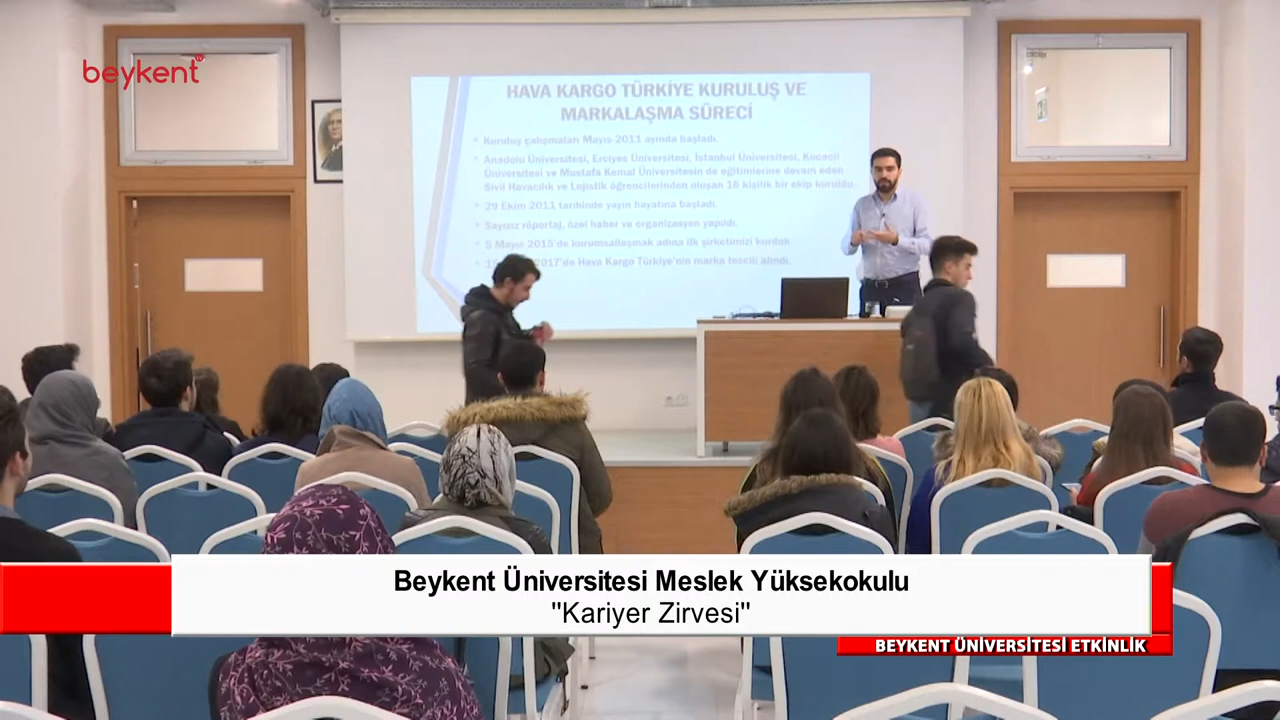 beykent
HAVA KARGO TÜRKİYE KURULUŞ VE
MARKALAŞMA SÜRECİ
Kuruluş çalışmaları Mayıs-2011 ayında başladı.
Anadolu Üniversitesi, Erciyes Üniversitesi, İstanbul Üniversitesi, Kocaeli
Üniversitesi ve Mustafa Kemal Üniversitesin de eğitimlerine devam eden
Sivil Havacılık ve Lojistik öğrencilerinden oluşan 16 kişilik bir ekip kuruldu.
29 Ekim 2011 tarihinde yayın hayatına başladı.
Sayısız röportaj, özel haber ve organizasyon yapıldı.
5 Mayıs 2015'de kurumsallaşmak adına ilk şirketimizi kurduk
2017'de Hava Kargo Türkiye'nin marka tescili alındı.
Beykent Üniversitesi Meslek Yüksekokulu
"Kariyer Zirvesi"
BEYKENT ÜNİVERSİTESİ ETKİNLİK